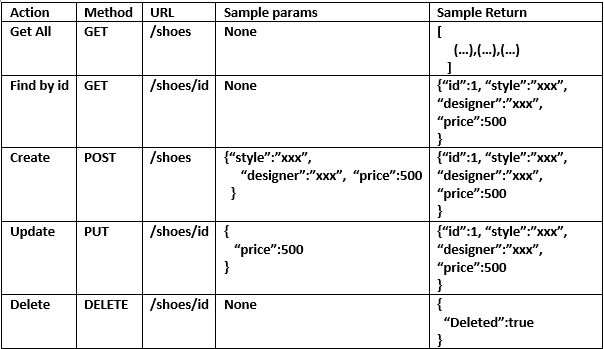 Action Method URL Sample params Sample Return
Get All GET /shoes None [
(...),(...),(...)
]
Find by id GET /shoes/id None {“id”:1, “style”:”xxx”,
“designer”:”xxx”,
“price”:500
}
Create POST /shoes {“style”:”xxx”, {“id”:1, “style”:”xxx”,
“designer”:”xxx”, “price”:500 “designer”:”xxx”,
} “price”:500
}
Update PUT /shoes/id { {“id”:1, “style”:”xxx”,
“price”:500 “designer”:”xxx”,
} “price”:500
}
Delete DELETE /shoes/id None {
“Deleted”:true
}